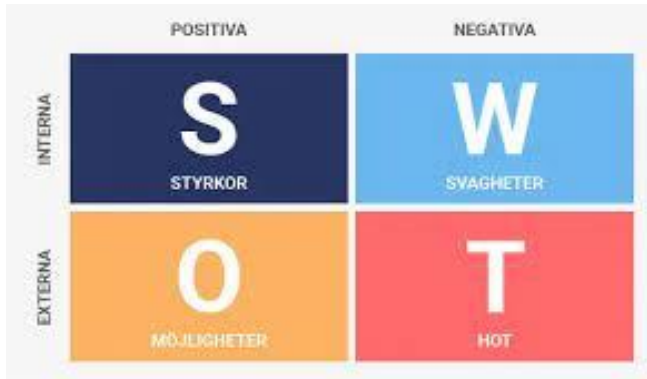 POSITIVA NEGATIVA
INTERNA
S W
STYRKOR SVAGHETER
EXTERNA
O T
MÖJLIGHETER HOT